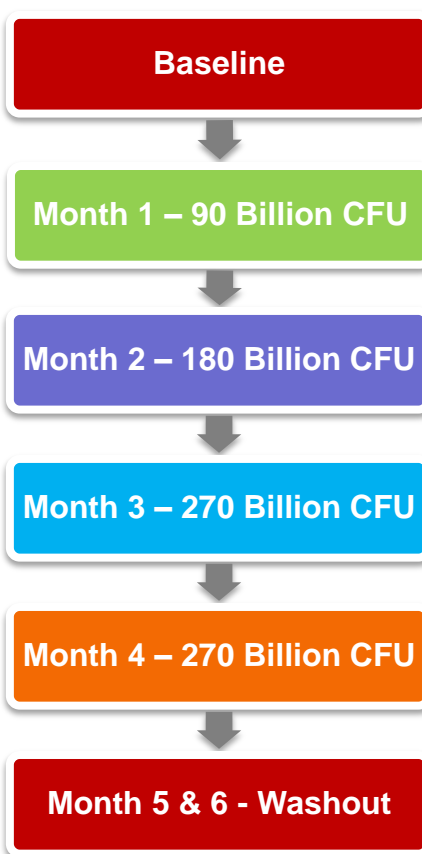 Baseline
Month 1 – 90 Billion CFU
Month 2 – 180 Billion CFU
Month 3 – 270 Billion CFU
Month 4 – 270 Billion CFU
Month 5 & 6 - Washout